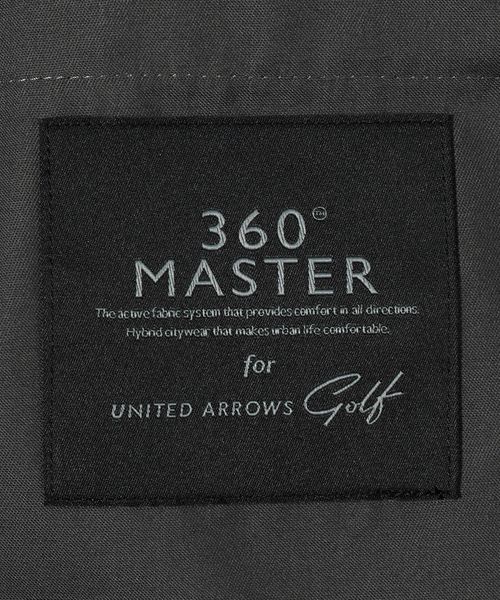 360°™
MASTER
The active fabric system that provides comfort in all directions.
Hybrid citywear that makes urban life comfortable.
for
UNITED ARROWS Golf